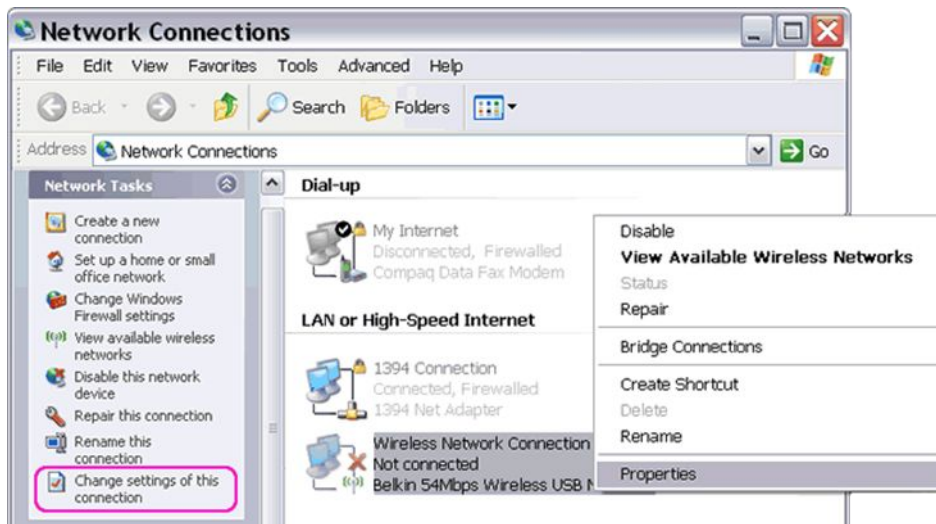 Network Connections
File Edit View Favorites Tools Advanced Help
Back Search Folders
Address Network Connections Go
Network Tasks
Create a new
connection
Set up a home or small
office network
Change Windows
Firewall settings
View available wireless
networks
Disable this network
device
Repair this connection
Rename this
connection
Change settings of this
connection
Dial-up
My Internet
Disconnected, Firewalled
Compaq Data Fax Modem
LAN or High-Speed Internet
1394 Connection
Connected, Firewalled
1394 Net Adapter
Wireless Network Connection
Not connected
Belkin 54Mbps Wireless USB
Disable
View Available Wireless Networks
Status
Repair
Bridge Connections
Create Shortcut
Delete
Rename
Properties